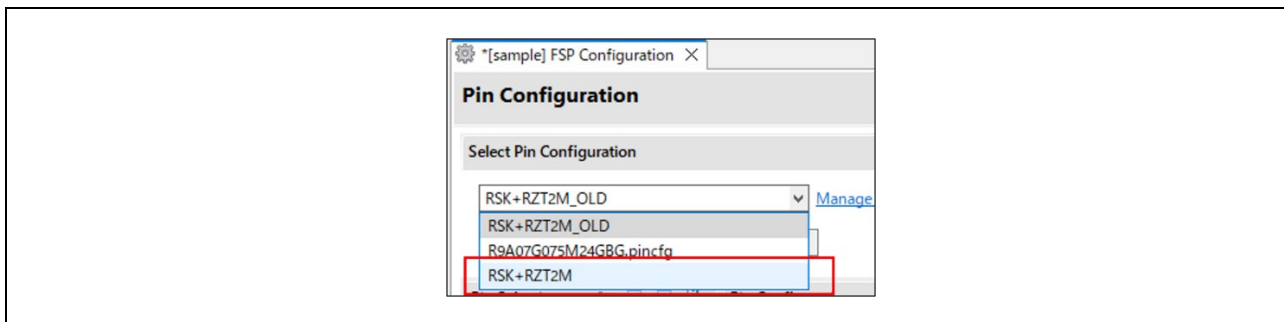 *[sample] FSP Configuration
Pin Configuration
Select Pin Configuration
RSK+RZT2M_OLD Manage
RSK+RZT2M_OLD
R9A07G075M24GBG.pincfg
RSK+RZT2M